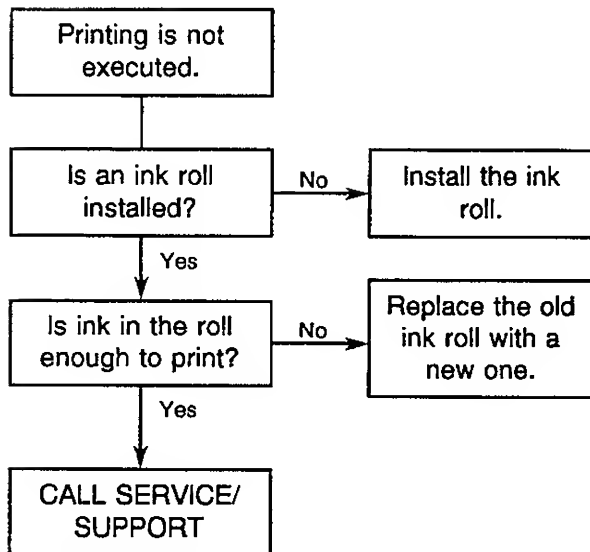 Printing is not
executed.
Is an ink roll
installed?
No
Install the ink
roll.
Yes
Is ink in the roll
enough to print?
No
Replace the old
ink roll with a
new one.
Yes
CALL SERVICE/
SUPPORT